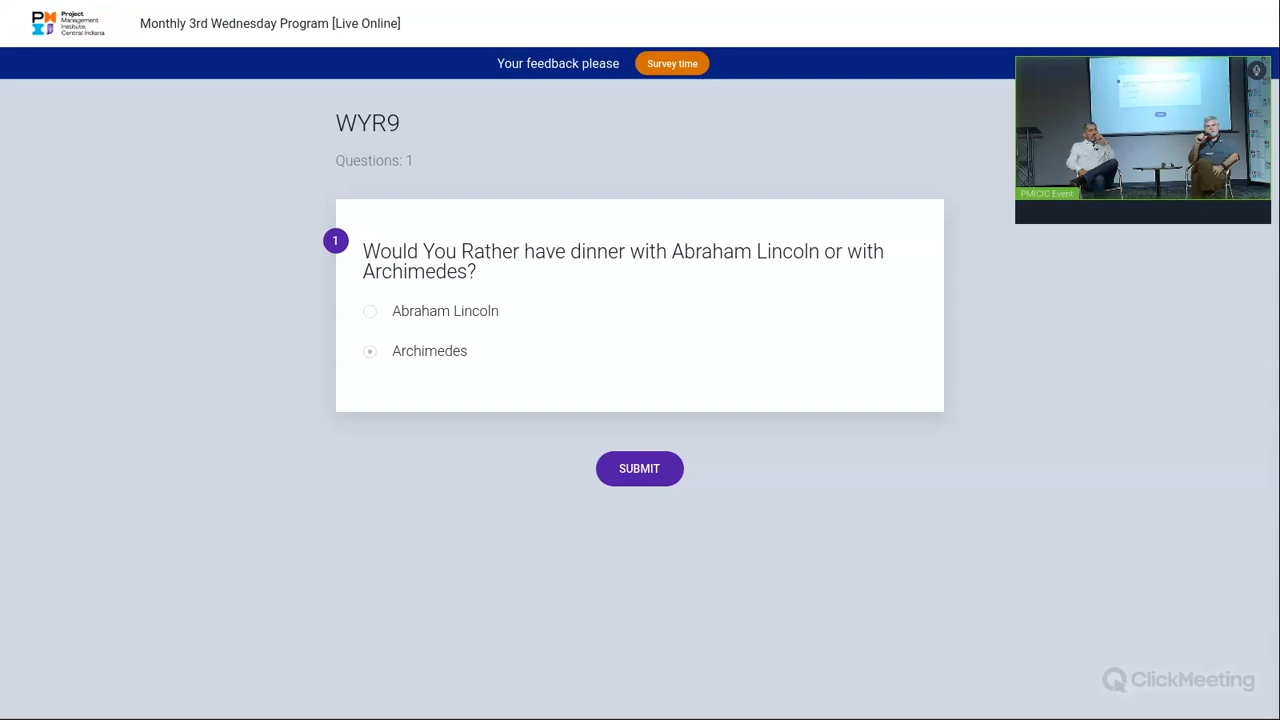 Project
Management
Institute.
Central Indiana
Monthly 3rd Wednesday Program [Live Online]
Your feedback please
Survey time
WYR9
Questions: 1
1
Would You Rather have dinner with Abraham Lincoln or with
Archimedes?
Abraham Lincoln
Archimedes
SUBMIT
PMICIC Event
ClickMeeting